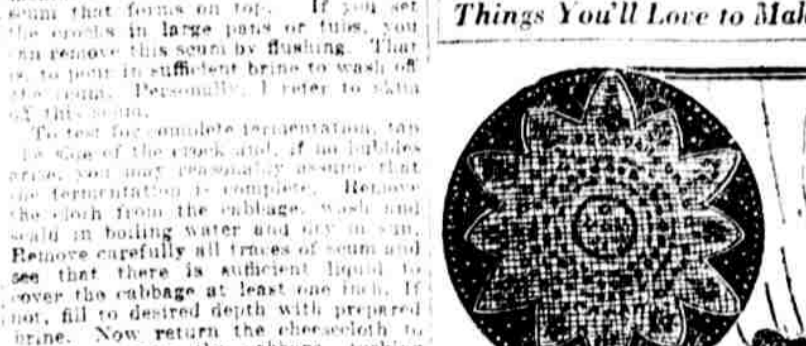 scum that forms on top. If you set
the crocks in large pans or tubs, you
can remove this scum by flushing. That
is, to pour in sufficient brine to wash off
the scum. Personally, I refer to skim
off this scum.
To test for complete fermentation, tap
the side of the crock and, if no bubbles
arise, you may reasonably assume that
the fermentation is complete. Remove
the cloth from the cabbage, wash and
scald in boiling water and dry in sun.
Remove carefully all traces of scum and
see that there is sufficient liquid to
cover the cabbage at least one inch. If
not, fill to desired depth with prepared
brine. Now return the cheesecloth to
Things You'll Love to Mak